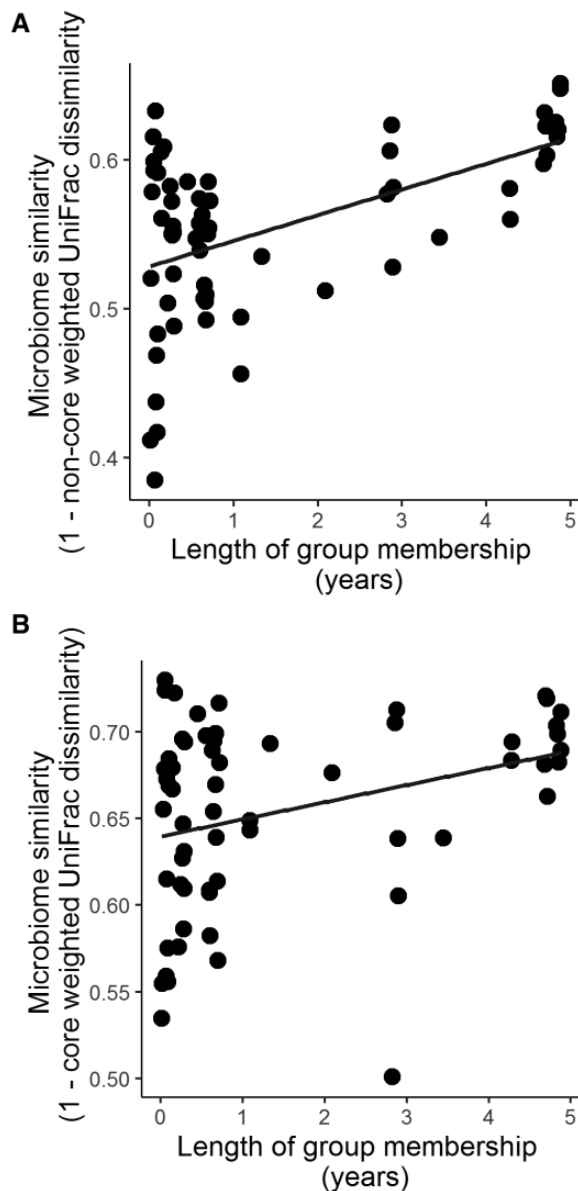 A
Microbiome similarity
(1 - non-core weighted UniFrac dissimilarity)
0.6
0.5
0.4
0 1 2 3 4 5
Length of group membership
(years)
B
Microbiome similarity
(1 - core weighted UniFrac dissimilarity)
0.70
0.65
0.60
0.55
0.50
0 1 2 3 4 5
Length of group membership
(years)